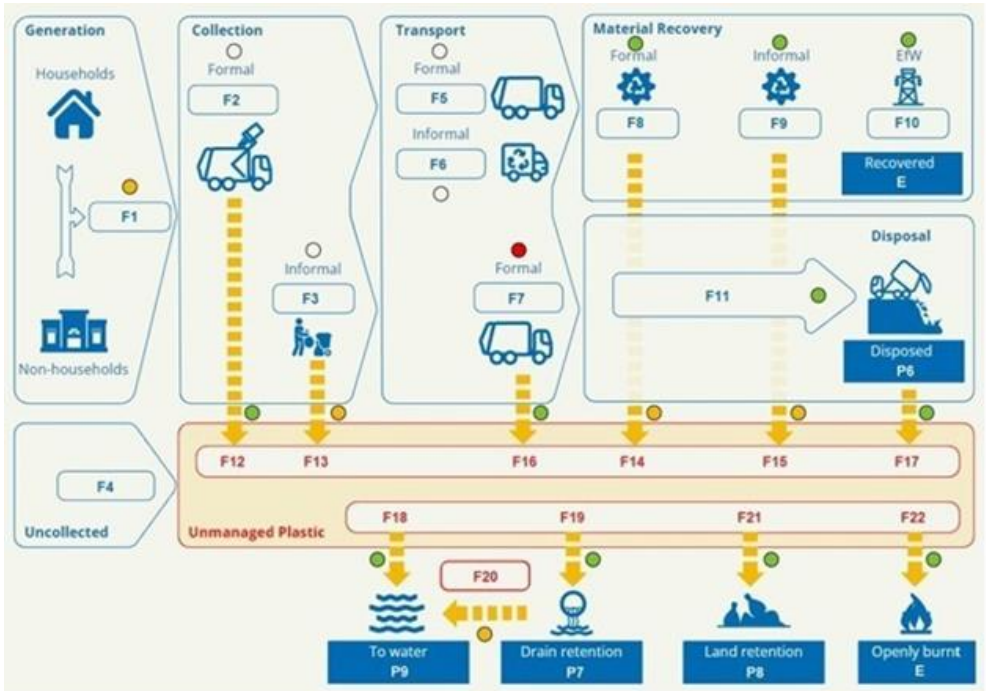 Generation
Households
F1
Non-households
Collection
Formal
F2
Informal
F3
Transport
Formal
F5
Informal
F6
Formal
F7
Material Recovery
Formal
F8
Informal
F9
EfW
F10
Recovered
E
Disposal
F11
Disposed
P6
F4
Uncollected
F12
F13
F16
F14
F15
F17
F18
F19
F21
F22
Unmanaged Plastic
F20
To water
P9
Drain retention
P7
Land retention
P8
Openly burnt
E